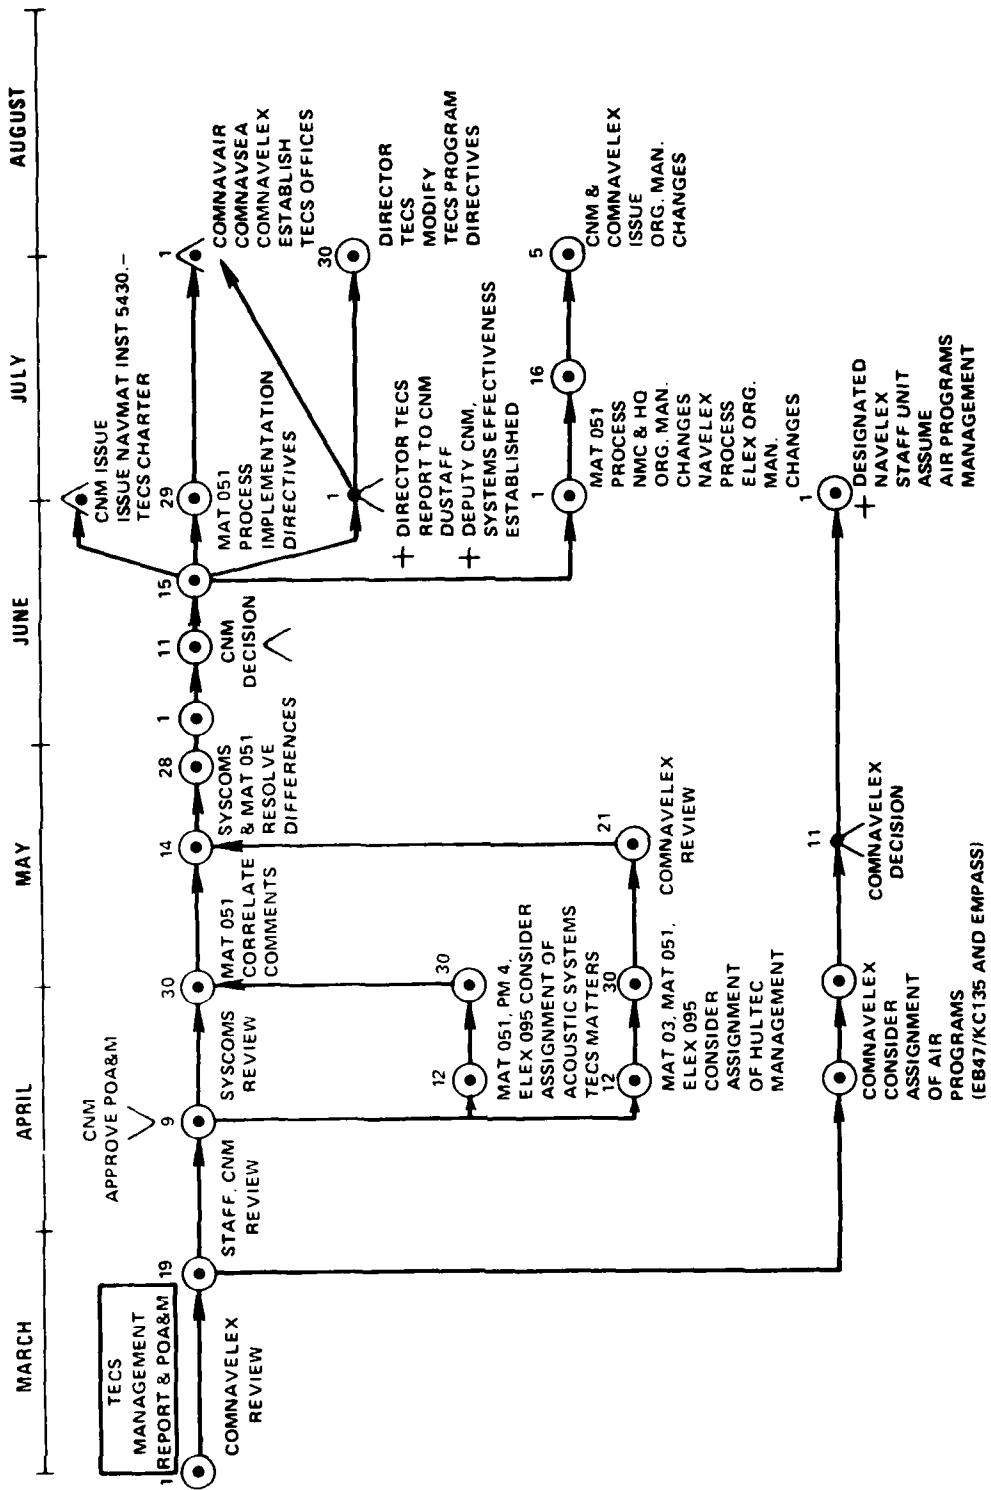 MARCH
APRIL
MAY
JUNE
JULY
AUGUST
TECS
MANAGEMENT
REPORT & POA&M
1
COMNAVELEX
REVIEW
19
STAFF, CNM
REVIEW
CNM
APPROVE POA&M
9
SYSCOMS
REVIEW
30
MAT 051
CORRELATE
COMMENTS
14
SYSCOMS
& MAT 051
RESOLVE
DIFFERENCES
28
1
11
CNM
DECISION
15
CNM ISSUE
ISSUE NAVMAT INST 5430.–
TECS CHARTER
29
MAT 051
PROCESS
IMPLEMENTATION
DIRECTIVES
1
COMNAVAIR
COMNAVSEA
COMNAVELEX
ESTABLISH
TECS OFFICES
1
+ DIRECTOR TECS
REPORT TO CNM
DUSTAFF
+ DEPUTY CNM,
SYSTEMS EFFECTIVENESS
ESTABLISHED
30
DIRECTOR
TECS
MODIFY
TECS PROGRAM
DIRECTIVES
12
MAT 051, PM 4,
ELEX 095 CONSIDER
ASSIGNMENT OF
ACOUSTIC SYSTEMS
TECS MATTERS
30
1
MAT 051
PROCESS
NMC & HQ
ORG. MAN.
CHANGES
NAVELEX
PROCESS
ELEX ORG.
MAN.
CHANGES
16
5
CNM &
COMNAVELEX
ISSUE
ORG. MAN.
CHANGES
12
MAT 03, MAT 051,
ELEX 095
CONSIDER
ASSIGNMENT
OF HULTEC
MANAGEMENT
30
21
COMNAVELEX
REVIEW
COMNAVELEX
CONSIDER
ASSIGNMENT
OF AIR
PROGRAMS
(EB47/KC135 AND EMPASS)
11
COMNAVELEX
DECISION
1
+ DESIGNATED
NAVELEX
STAFF UNIT
ASSUME
AIR PROGRAMS
MANAGEMENT